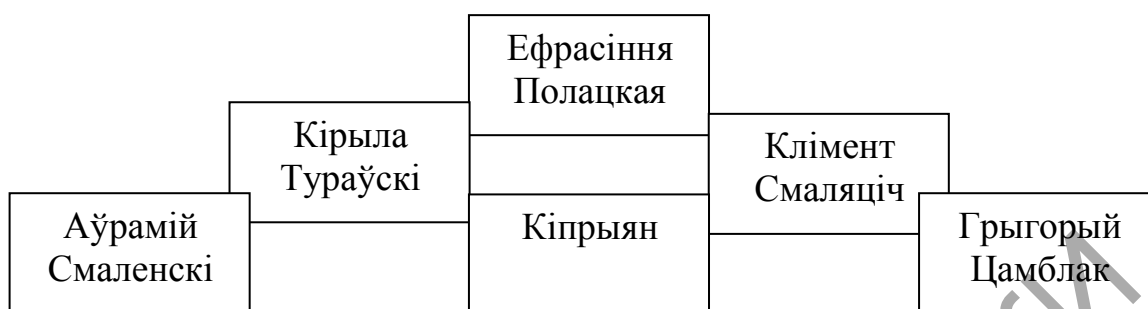 Ефрасіння
Полацкая
Кірыла
Тураўскі
Клімент
Смаляціч
Аўрамій
Смаленскі
Кіпрыян
Грыгорый
Цамблак